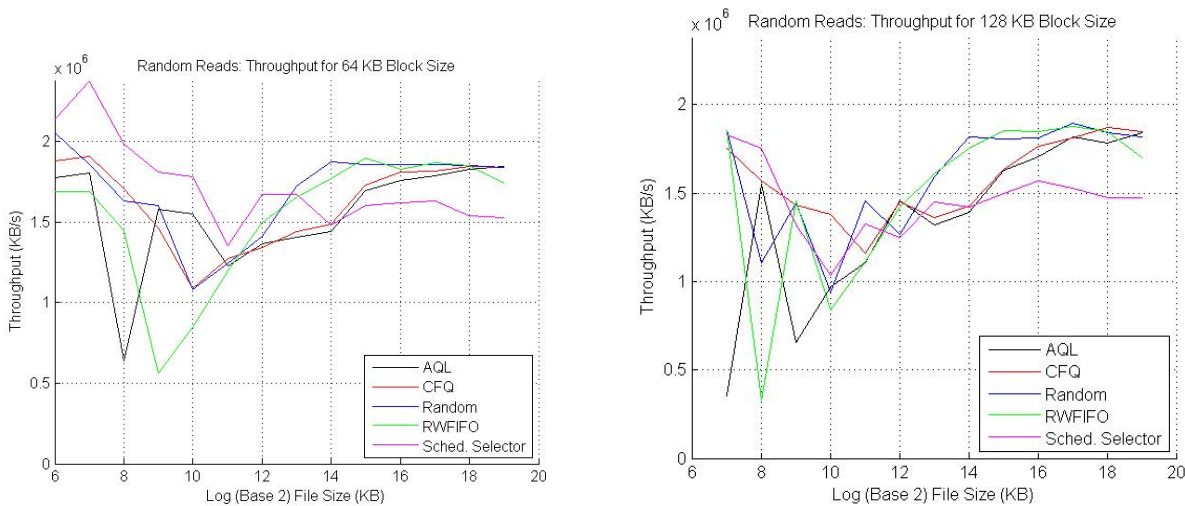 x 10^6
Random Reads: Throughput for 64 KB Block Size
Throughput (KB/s)
2
1.5
1
0.5
0
6 8 10 12 14 16 18 20
Log (Base 2) File Size (KB)
AQL
CFQ
Random
RWFIFO
Sched. Selector
x 10^6
Random Reads: Throughput for 128 KB Block Size
Throughput (KB/s)
2
1.5
1
0.5
0
6 8 10 12 14 16 18 20
Log (Base 2) File Size (KB)
AQL
CFQ
Random
RWFIFO
Sched. Selector